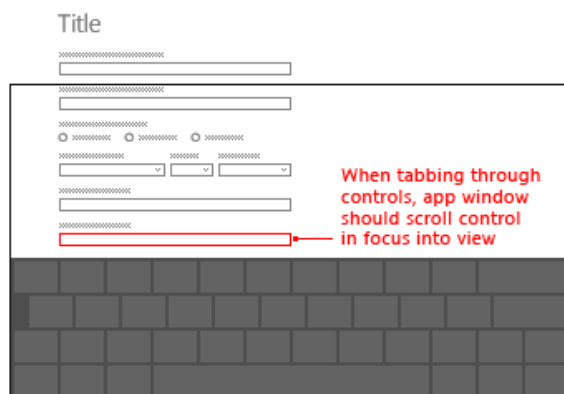 Title
When tabbing through
controls, app window
should scroll control
in focus into view